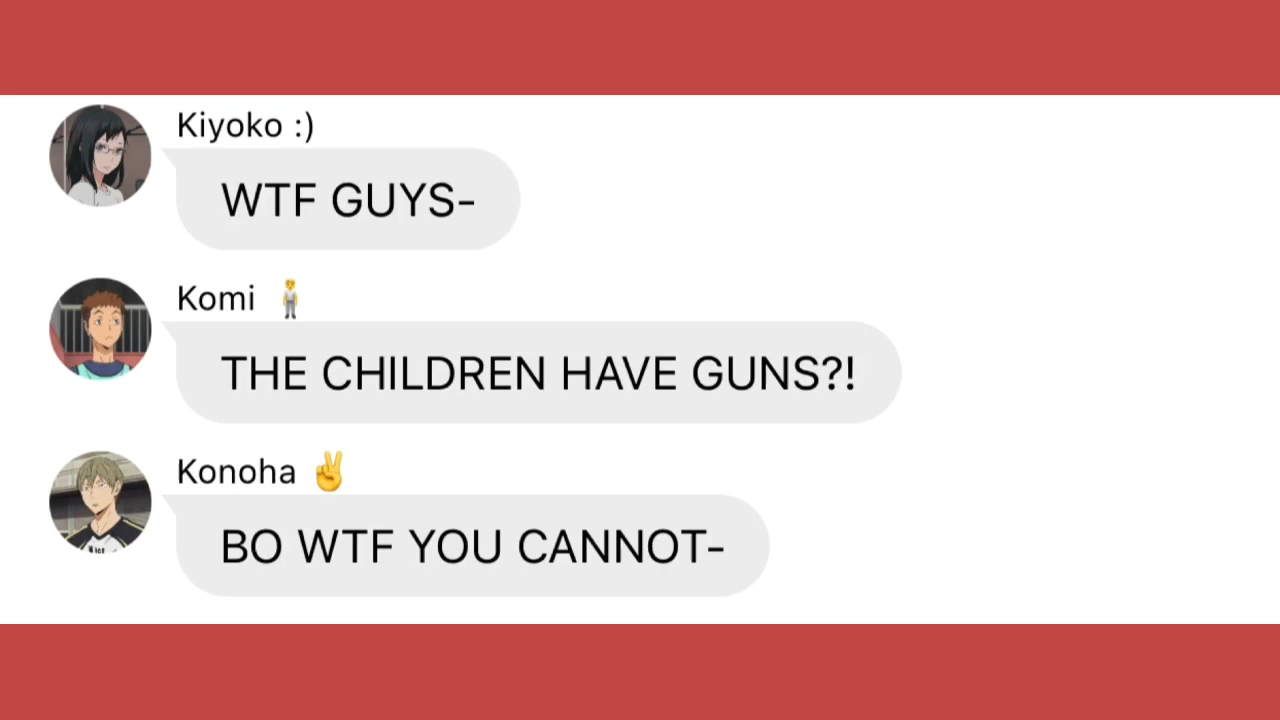 Kiyoko :)
WTF GUYS-
Komi 🧍
THE CHILDREN HAVE GUNS?!
Konoha ✌️
BO WTF YOU CANNOT-